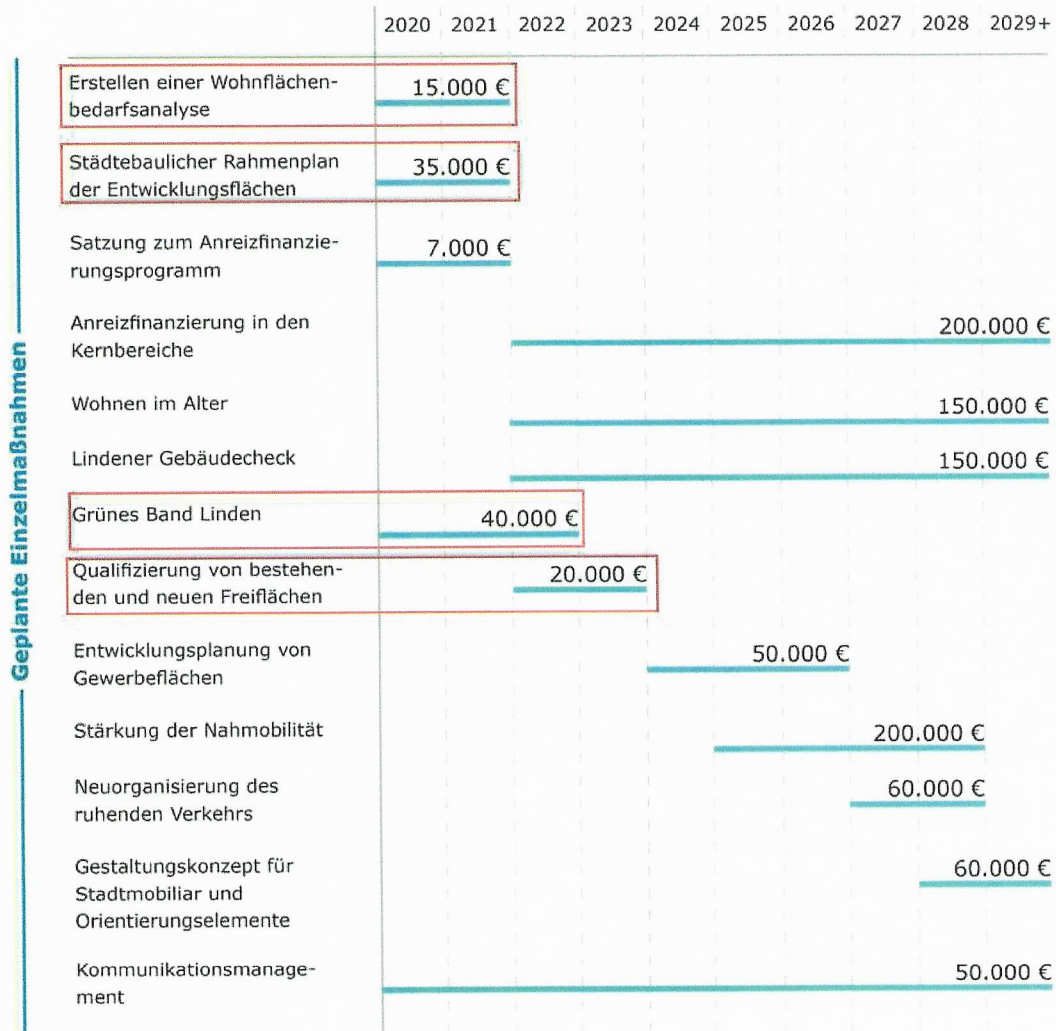 2020 2021 2022 2023 2024 2025 2026 2027 2028 2029+
Geplante Einzelmaßnahmen
Erstellen einer Wohnflächen-
bedarfsanalyse
15.000 €
Städtebaulicher Rahmenplan
der Entwicklungsflächen
35.000 €
Satzung zum Anreizfinanzie-
rungsprogramm
7.000 €
Anreizfinanzierung in den
Kernbereiche
200.000 €
Wohnen im Alter
150.000 €
Lindener Gebäudecheck
150.000 €
Grünes Band Linden
40.000 €
Qualifizierung von bestehen-
den und neuen Freiflächen
20.000 €
Entwicklungsplanung von
Gewerbeflächen
50.000 €
Stärkung der Nahmobilität
200.000 €
Neuorganisierung des
ruhenden Verkehrs
60.000 €
Gestaltungskonzept für
Stadtmobiliar und
Orientierungselemente
60.000 €
Kommunikationsmanage-
ment
50.000 €